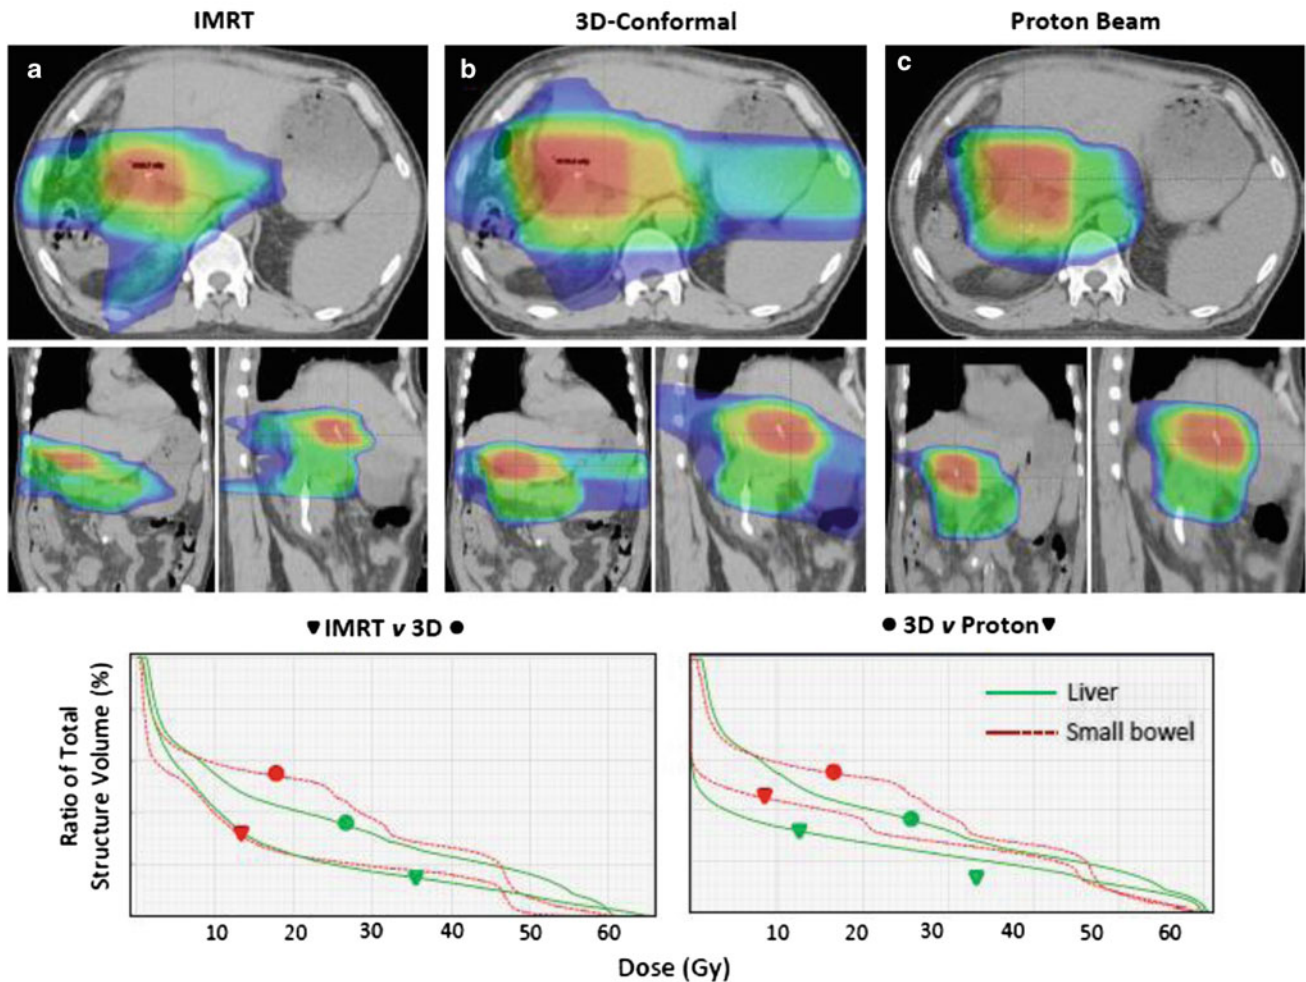 IMRT
3D-Conformal
Proton Beam
a
b
c
IMRT v 3D
3D v Proton
Ratio of Total
Structure Volume (%)
Liver
Small bowel
10 20 30 40 50 60
10 20 30 40 50 60
Dose (Gy)